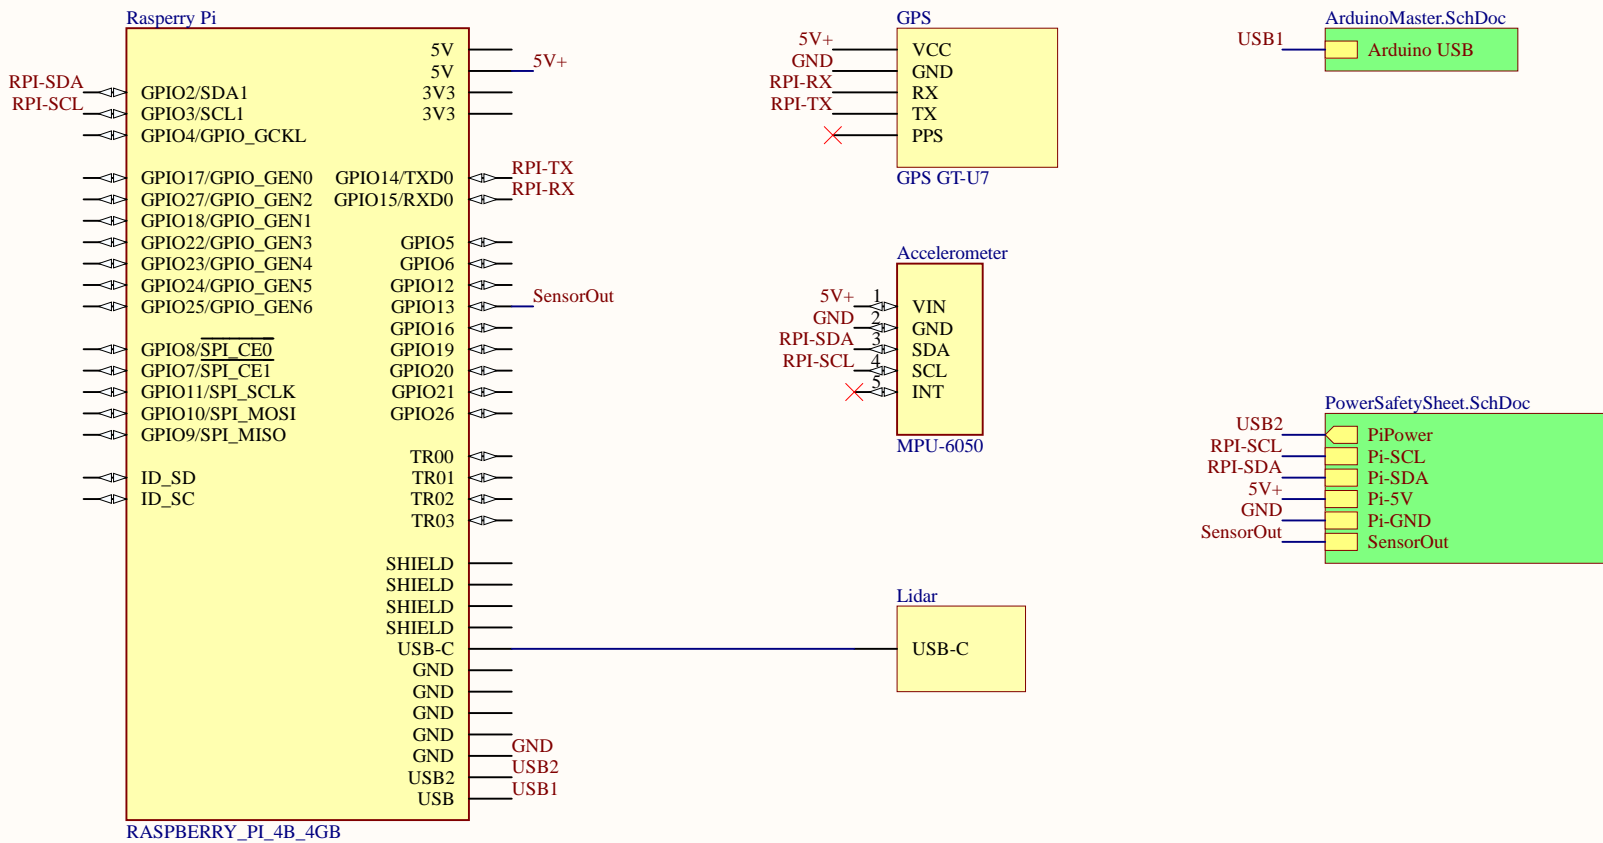 Rasperry Pi
5V
5V
5V+
RPI-SDA
GPIO2/SDA1
3V3
RPI-SCL
GPIO3/SCL1
3V3
GPIO4/GPIO_GCKL
GPIO17/GPIO_GEN0
GPIO14/TXD0
RPI-TX
GPIO27/GPIO_GEN2
GPIO15/RXD0
RPI-RX
GPIO18/GPIO_GEN1
GPIO22/GPIO_GEN3
GPIO5
GPIO23/GPIO_GEN4
GPIO6
GPIO24/GPIO_GEN5
GPIO12
GPIO25/GPIO_GEN6
GPIO13
SensorOut
GPIO16
GPIO8/SPI_CE0
GPIO19
GPIO7/SPI_CE1
GPIO20
GPIO11/SPI_SCLK
GPIO21
GPIO10/SPI_MOSI
GPIO26
GPIO9/SPI_MISO
TR00
ID_SD
TR01
ID_SC
TR02
TR03
SHIELD
SHIELD
SHIELD
SHIELD
USB-C
GND
GND
GND
GND
GND
GND
USB2
USB2
USB
USB1
RASPBERRY_PI_4B_4GB
GPS
5V+
VCC
GND
GND
RPI-RX
RX
RPI-TX
TX
PPS
GPS GT-U7
Accelerometer
5V+
1
VIN
GND
2
GND
RPI-SDA
3
SDA
RPI-SCL
4
SCL
5
INT
MPU-6050
Lidar
USB-C
ArduinoMaster.SchDoc
USB1
Arduino USB
PowerSafetySheet.SchDoc
USB2
PiPower
RPI-SCL
Pi-SCL
RPI-SDA
Pi-SDA
5V+
Pi-5V
GND
Pi-GND
SensorOut
SensorOut